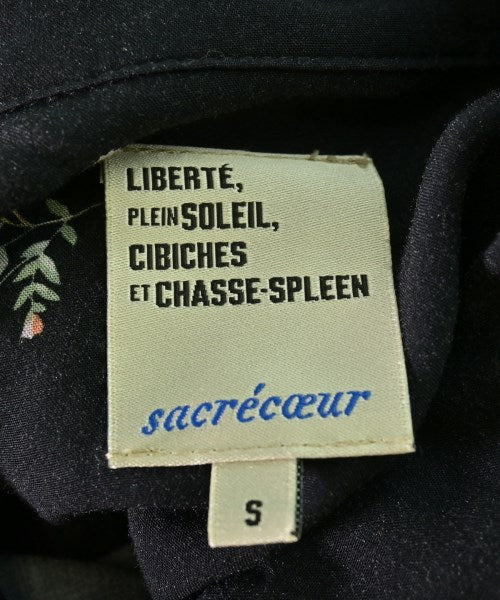 LIBERTÉ,
PLEIN SOLEIL,
CIBICHES
ET CHASSE-SPLEEN
sacrécœur
S